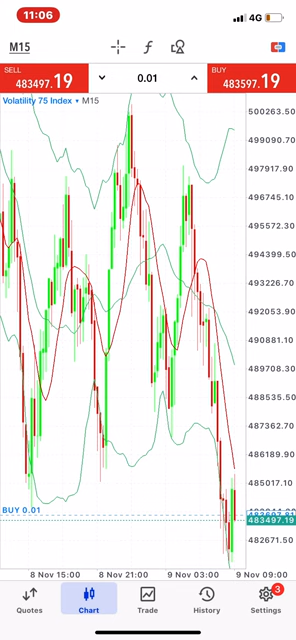 11:06
4G
M15
f
SELL
483497.19
0.01
BUY
483597.19
Volatility 75 Index ▾ M15
500263.50
499090.70
497917.90
496745.10
495572.30
494399.50
493226.70
492053.90
490881.10
489708.30
488535.50
487362.70
486189.90
485017.10
BUY 0.01
483497.19
482671.50
8 Nov 15:00
8 Nov 21:00
9 Nov 03:00
9 Nov 09:00
3
Quotes
Chart
Trade
History
Settings